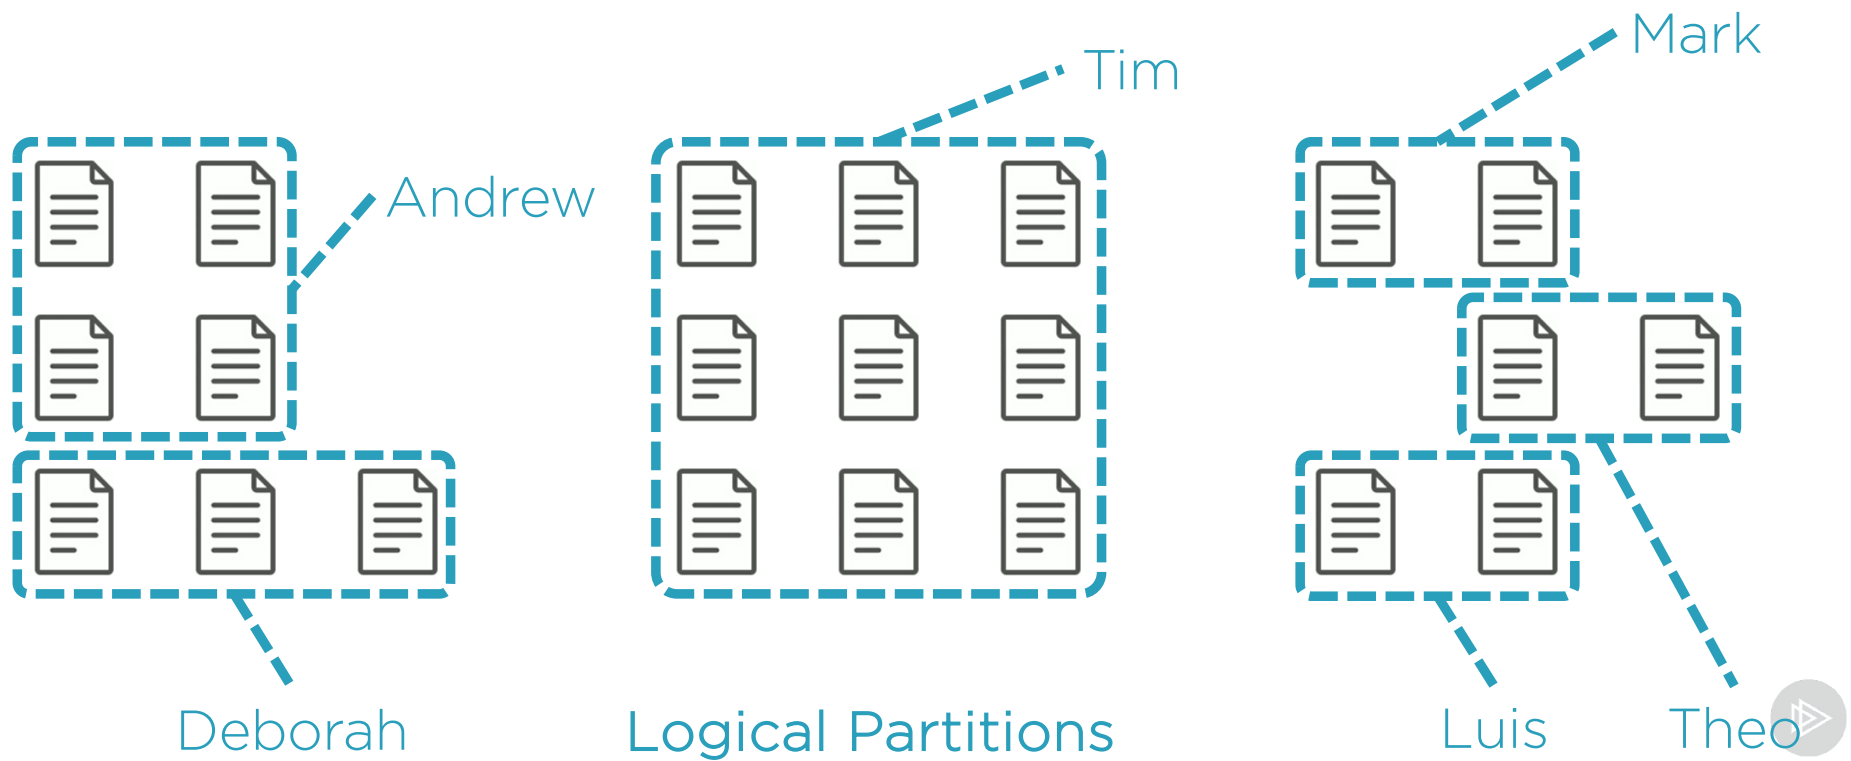 Mark
Tim
Andrew
Deborah
Logical Partitions
Luis
Theo